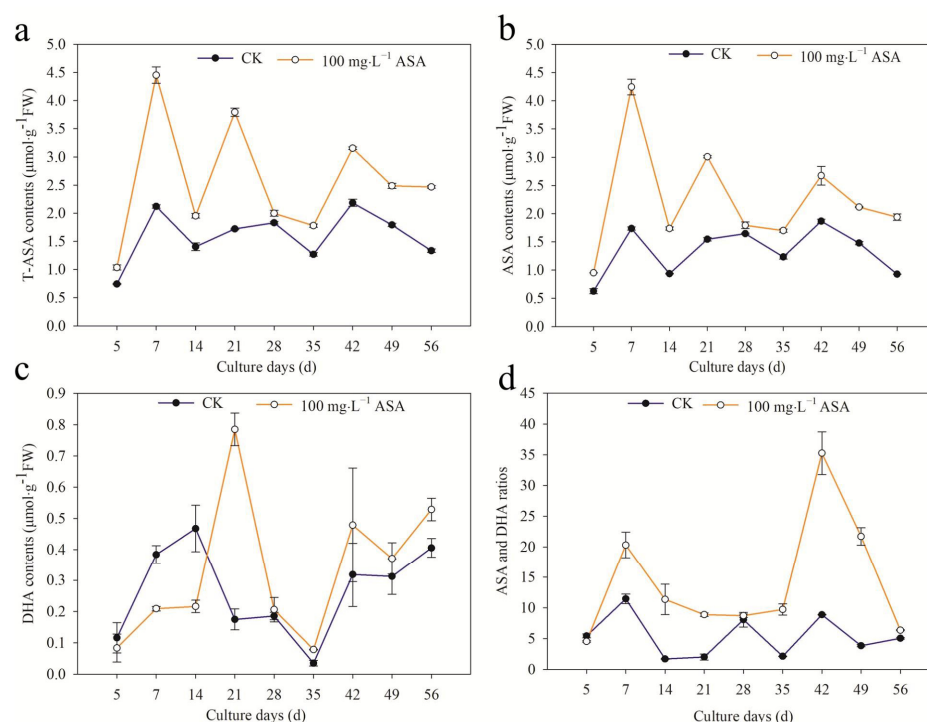 a
CK 100 mg·L⁻¹ ASA
T-ASA contents (μmol·g⁻¹FW)
5.0
4.5
4.0
3.5
3.0
2.5
2.0
1.5
1.0
0.5
0.0
5 7 14 21 28 35 42 49 56
Culture days (d)
b
CK 100 mg·L⁻¹ ASA
ASA contents (μmol·g⁻¹FW)
5.0
4.5
4.0
3.5
3.0
2.5
2.0
1.5
1.0
0.5
0.0
5 7 14 21 28 35 42 49 56
Culture days (d)
c
CK 100 mg·L⁻¹ ASA
DHA contents (μmol·g⁻¹FW)
0.9
0.8
0.7
0.6
0.5
0.4
0.3
0.2
0.1
0.0
5 7 14 21 28 35 42 49 56
Culture days (d)
d
CK 100 mg·L⁻¹ ASA
ASA and DHA ratios
45
40
35
30
25
20
15
10
5
0
5 7 14 21 28 35 42 49 56
Culture days (d)